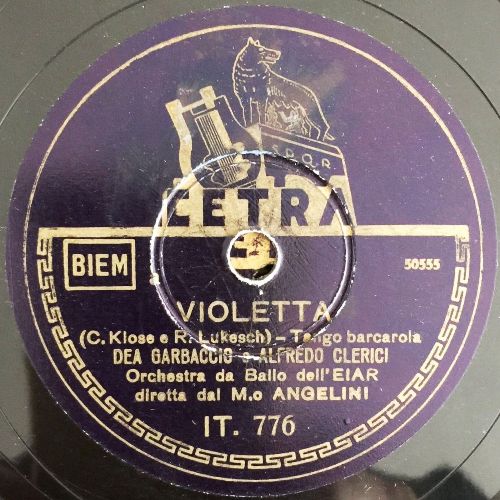 S.P.Q.R.
CETRA
BIEM
50555
VIOLETTA
(C. Klose e R. Lukesch) - Tango barcarola
DEA GARBACCIO e ALFREDO CLERICI
Orchestra da Ballo dell'EIAR
diretta dal M.o ANGELINI
IT. 776